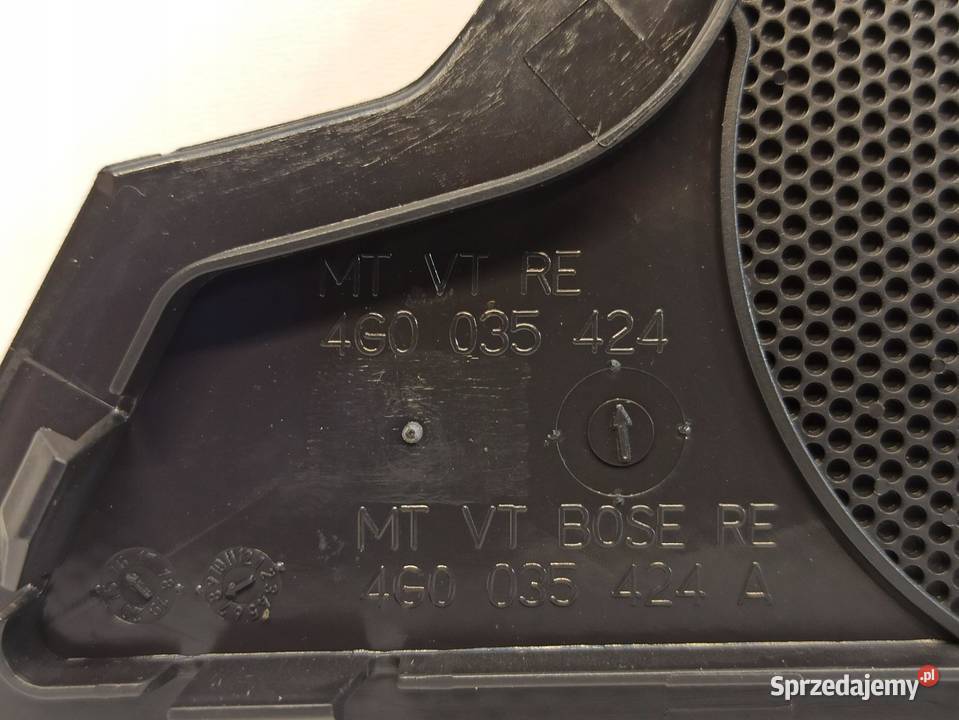 MT VT RE
4G0 035 424
MT VT BOSE RE
4G0 035 424 A
Sprzedajemy.pl